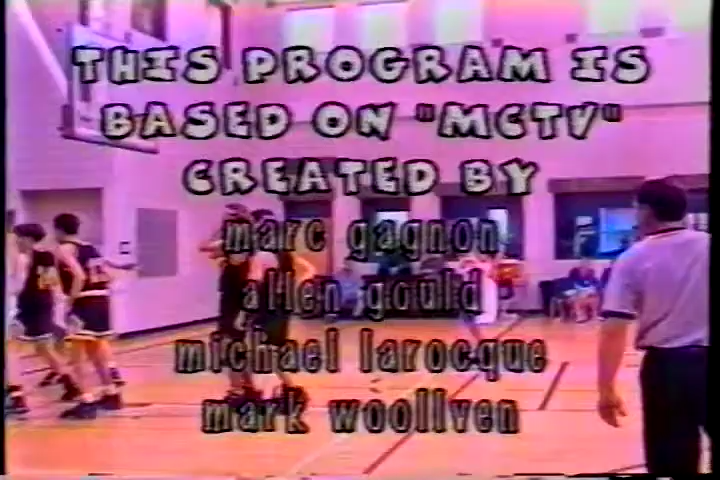 THIS PROGRAM IS
BASED ON "MCTV"
CREATED BY
marc gagnon
allen gould
michael larocque
mark woollven